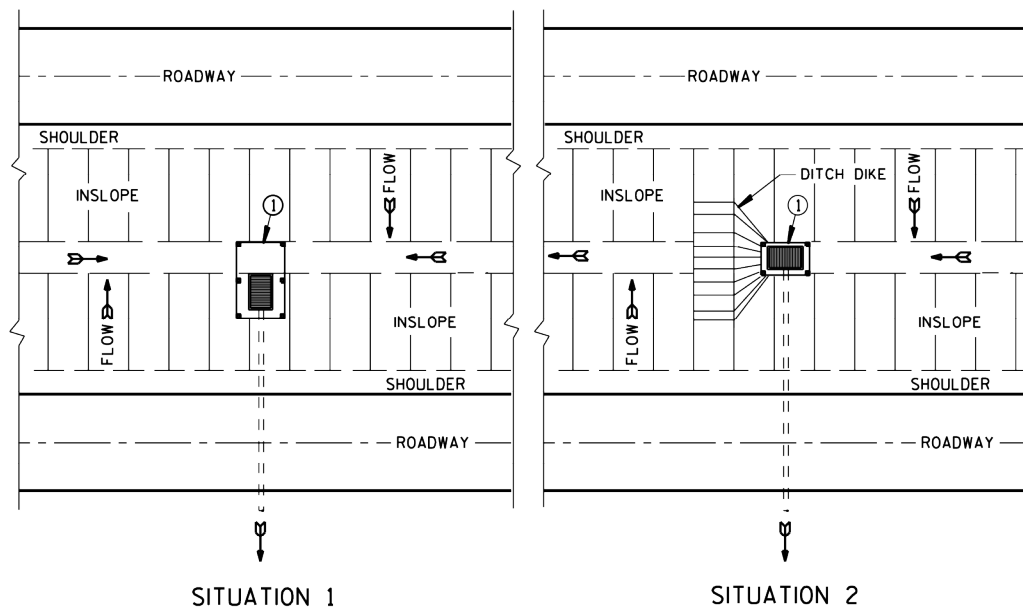 ROADWAY
SHOULDER
INSLOPE
FLOW
1
FLOW
INSLOPE
SHOULDER
ROADWAY
SITUATION 1
ROADWAY
SHOULDER
DITCH DIKE
INSLOPE
FLOW
1
FLOW
INSLOPE
SHOULDER
ROADWAY
SITUATION 2